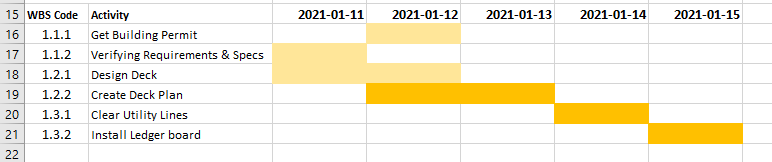 15 WBS Code Activity 2021-01-11 2021-01-12 2021-01-13 2021-01-14 2021-01-15
16 1.1.1 Get Building Permit
17 1.1.2 Verifying Requirements & Specs
18 1.2.1 Design Deck
19 1.2.2 Create Deck Plan
20 1.3.1 Clear Utility Lines
21 1.3.2 Install Ledger board
22